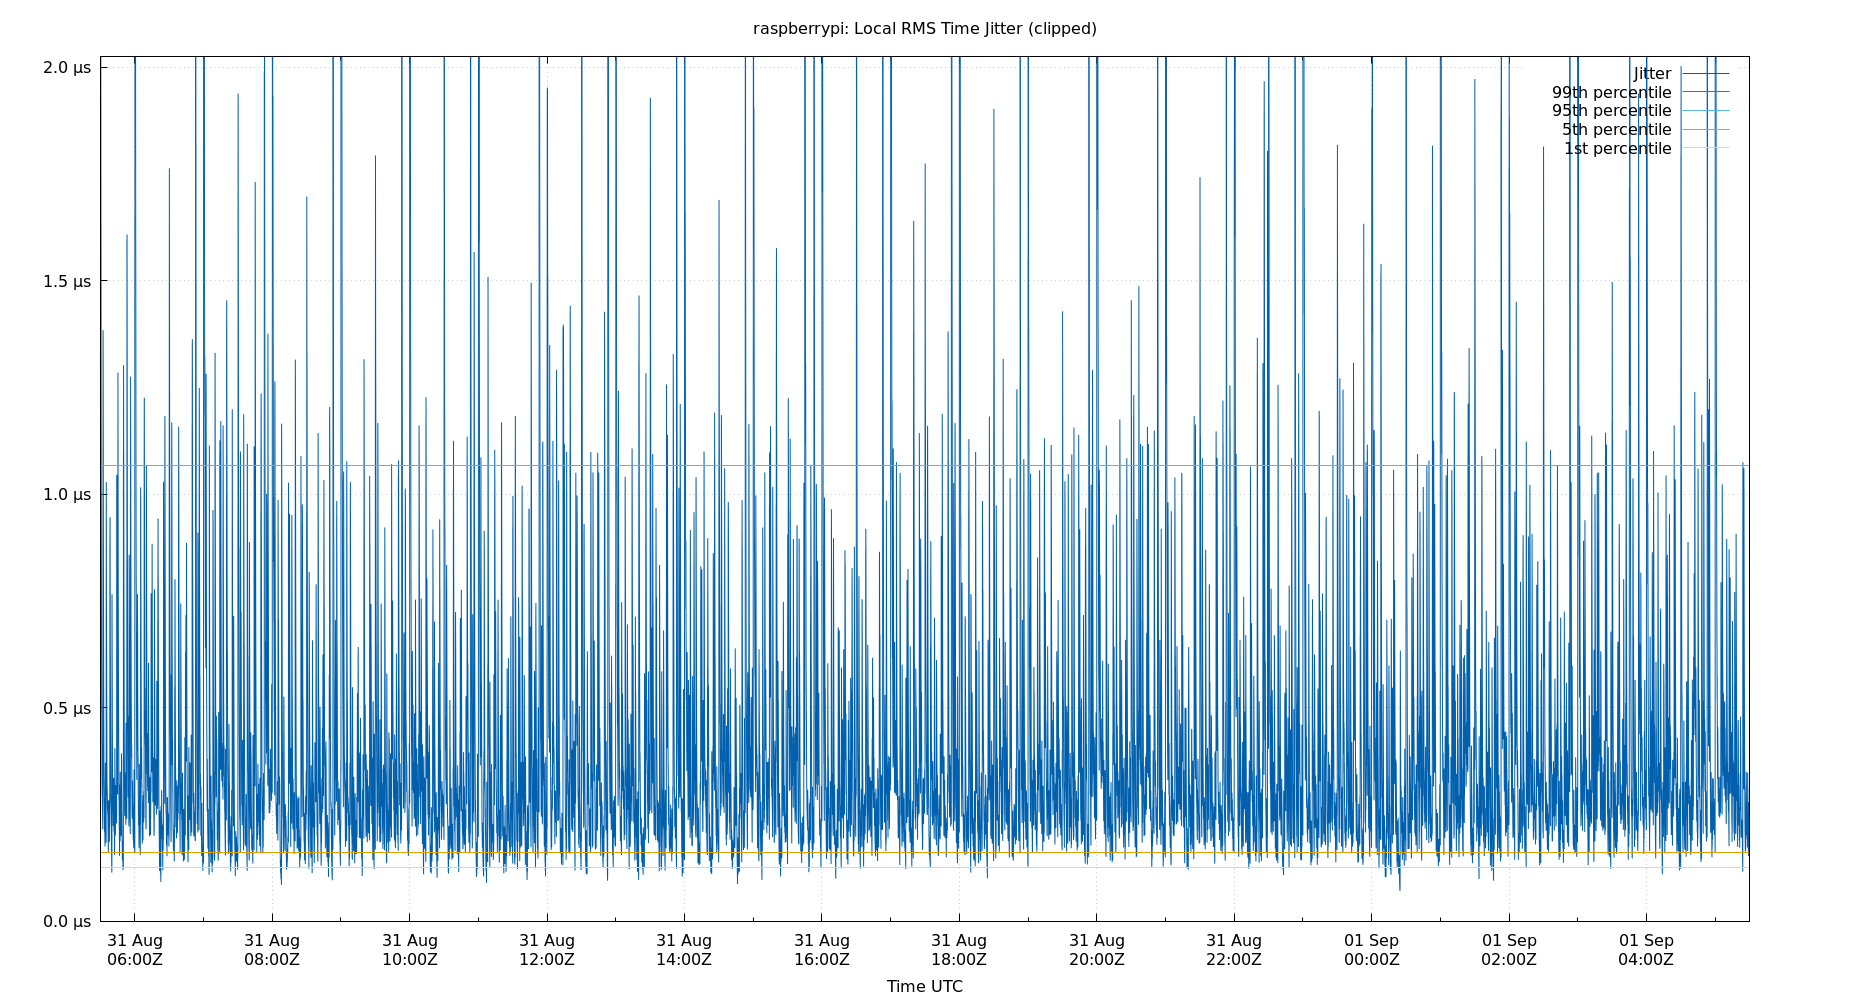 raspberrypi: Local RMS Time Jitter (clipped)
2.0 µs
1.5 µs
1.0 µs
0.5 µs
0.0 µs
Jitter
99th percentile
95th percentile
5th percentile
1st percentile
31 Aug 31 Aug 31 Aug 31 Aug 31 Aug 31 Aug 31 Aug 31 Aug 31 Aug 01 Sep 01 Sep 01 Sep
06:00Z 08:00Z 10:00Z 12:00Z 14:00Z 16:00Z 18:00Z 20:00Z 22:00Z 00:00Z 02:00Z 04:00Z
Time UTC